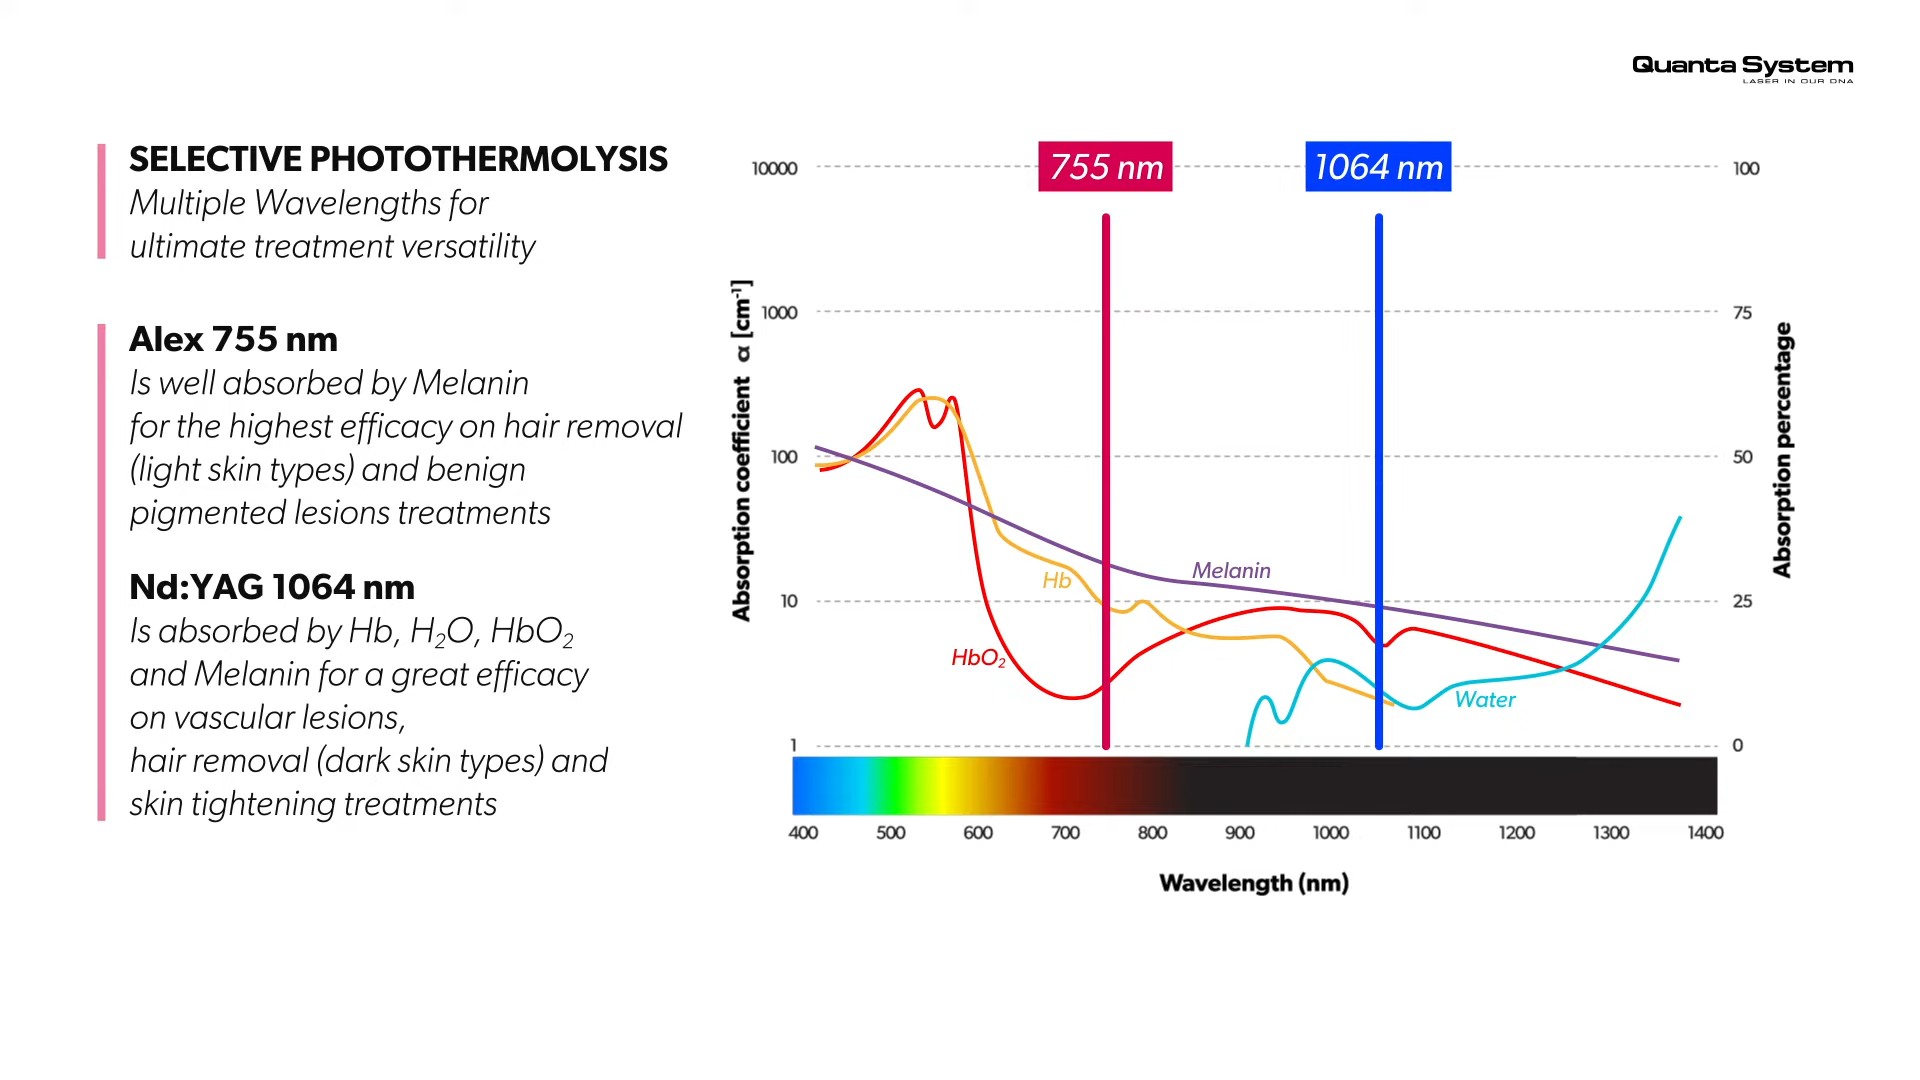 Quanta System
LASER IN OUR DNA
SELECTIVE PHOTOTHERMOLYSIS
Multiple Wavelengths for
ultimate treatment versatility
Alex 755 nm
Is well absorbed by Melanin
for the highest efficacy on hair removal
(light skin types) and benign
pigmented lesions treatments
Nd:YAG 1064 nm
Is absorbed by Hb, H₂O, HbO₂
and Melanin for a great efficacy
on vascular lesions,
hair removal (dark skin types) and
skin tightening treatments
755 nm
1064 nm
Absorption coefficient α [cm⁻¹]
10000
1000
100
10
1
Melanin
Hb
HbO₂
Water
100
75
50
25
0
Absorption percentage
400 500 600 700 800 900 1000 1100 1200 1300 1400
Wavelength (nm)